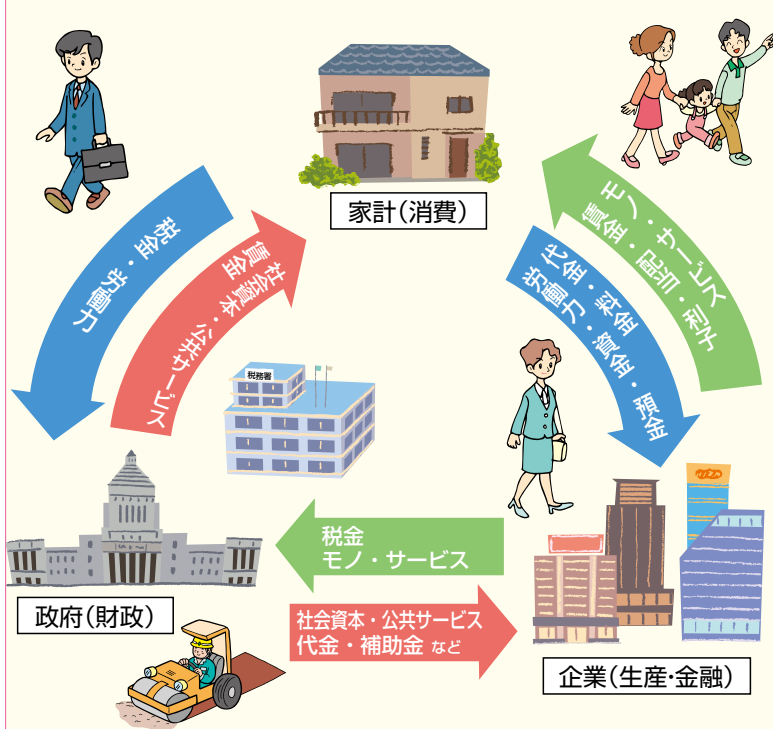 家計(消費)
税金・労働力
社会資本・公共サービス
賃金
モノ・サービス
賃金・配当・利子
代金・料金
労働力・資金・預金
税務署
税金
モノ・サービス
政府(財政)
社会資本・公共サービス
代金・補助金 など
企業(生産・金融)